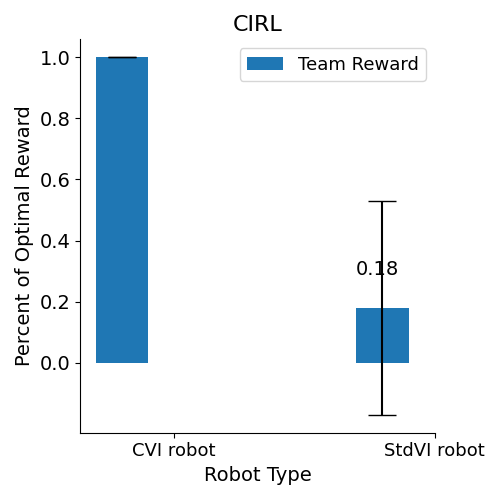 CIRL
Team Reward
Percent of Optimal Reward
1.0
0.8
0.6
0.4
0.2
0.0
0.18
CVI robot
StdVI robot
Robot Type